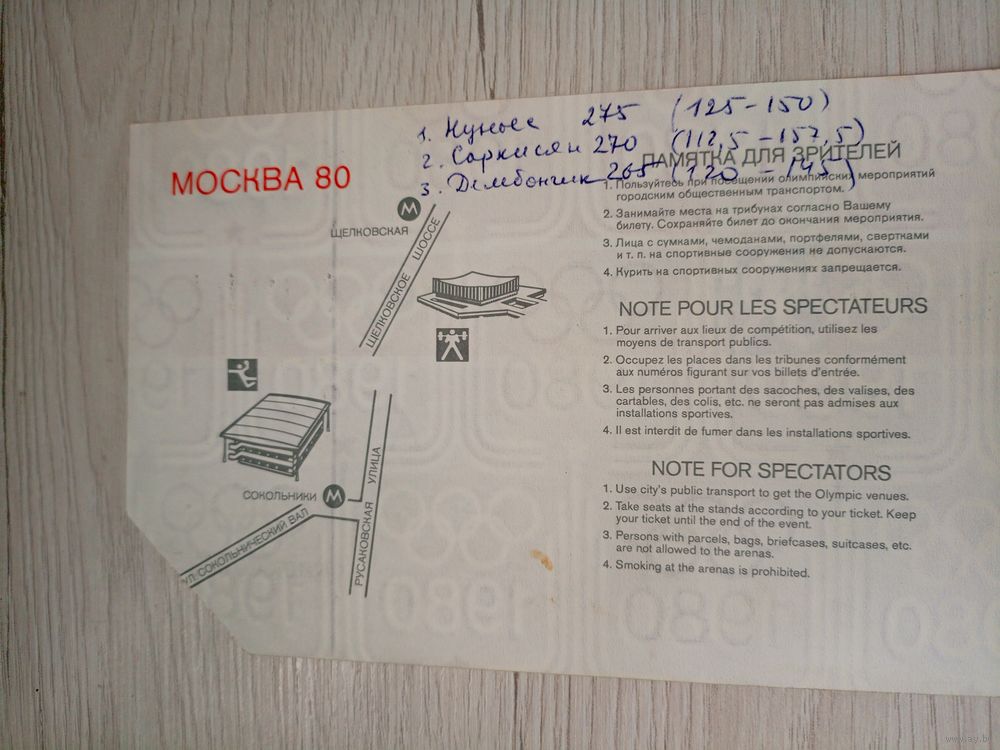 1. Нуньес 275 (125-150)
2. Саркисян 270 (112,5-157,5)
3. Дембончик 265 (120-145)
МОСКВА 80
ЩЕЛКОВСКАЯ
М
ЩЕЛКОВСКОЕ ШОССЕ
СОКОЛЬНИКИ
М
УЛ. СОКОЛЬНИЧЕСКИЙ ВАЛ
РУСАКОВСКАЯ УЛИЦА
ПАМЯТКА ДЛЯ ЗРИТЕЛЕЙ
1. Пользуйтесь при посещении олимпийских мероприятий
городским общественным транспортом.
2. Занимайте места на трибунах согласно Вашему
билету. Сохраняйте билет до окончания мероприятия.
3. Лица с сумками, чемоданами, портфелями, свертками
и т. п. на спортивные сооружения не допускаются.
4. Курить на спортивных сооружениях запрещается.
NOTE POUR LES SPECTATEURS
1. Pour arriver aux lieux de compétition, utilisez les
moyens de transport publics.
2. Occupez les places dans les tribunes conformément
aux numéros figurant sur vos billets d'entrée.
3. Les personnes portant des sacoches, des valises, des
cartables, des colis, etc. ne seront pas admises aux
installations sportives.
4. Il est interdit de fumer dans les installations sportives.
NOTE FOR SPECTATORS
1. Use city's public transport to get the Olympic venues.
2. Take seats at the stands according to your ticket. Keep
your ticket until the end of the event.
3. Persons with parcels, bags, briefcases, suitcases, etc.
are not allowed to the arenas.
4. Smoking at the arenas is prohibited.
1980
1980
1980
www.ay.by